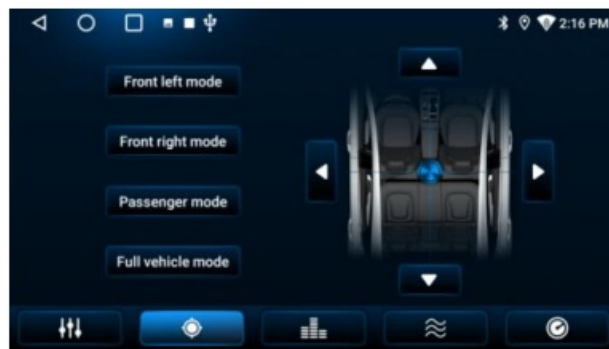 2:16 PM
Front left mode
Front right mode
Passenger mode
Full vehicle mode